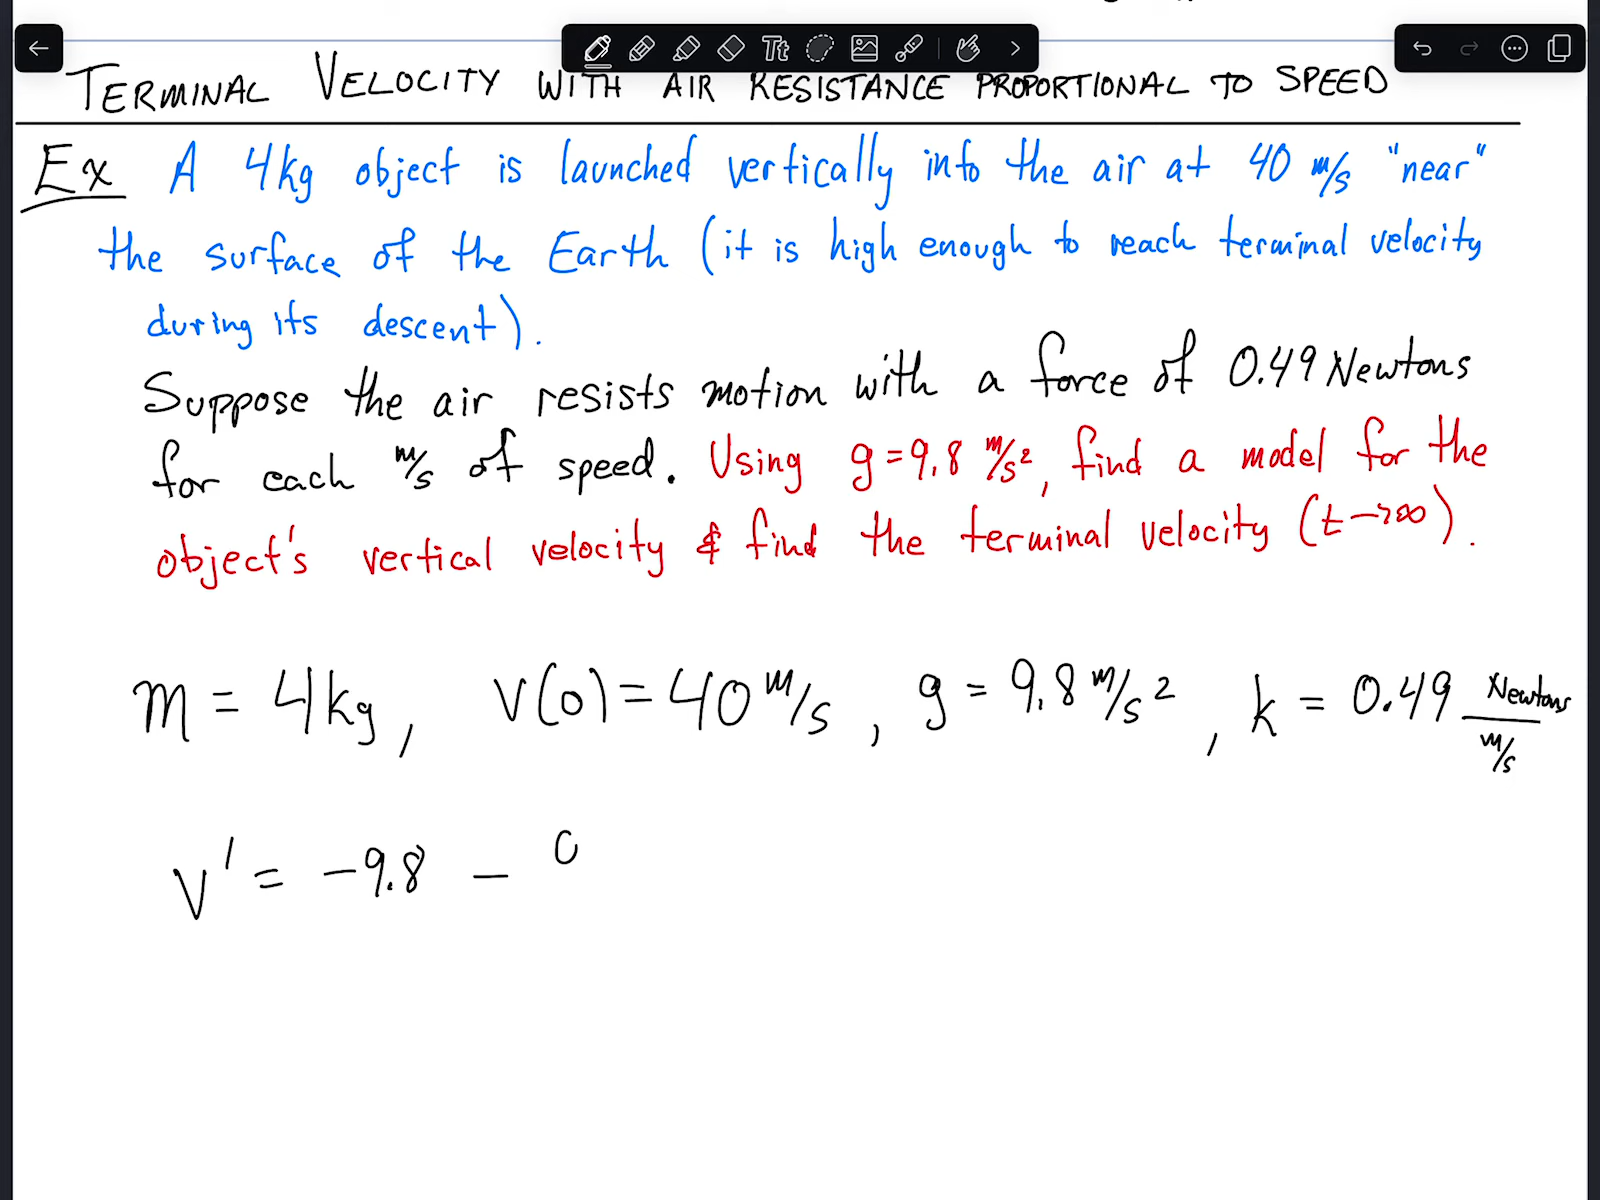 Tt
TERMINAL VELOCITY WITH AIR RESISTANCE PROPORTIONAL TO SPEED
Ex A 4kg object is launched vertically into the air at 40 m/s "near"
the surface of the Earth (it is high enough to reach terminal velocity
during its descent).
Suppose the air resists motion with a force of 0.49 Newtons
for each m/s of speed. Using g=9.8 m/s², find a model for the
object's vertical velocity & find the terminal velocity (t→∞).
m = 4kg, v(0) = 40 m/s, g = 9.8 m/s², k = 0.49 Newtons / m/s
v' = -9.8 - 0